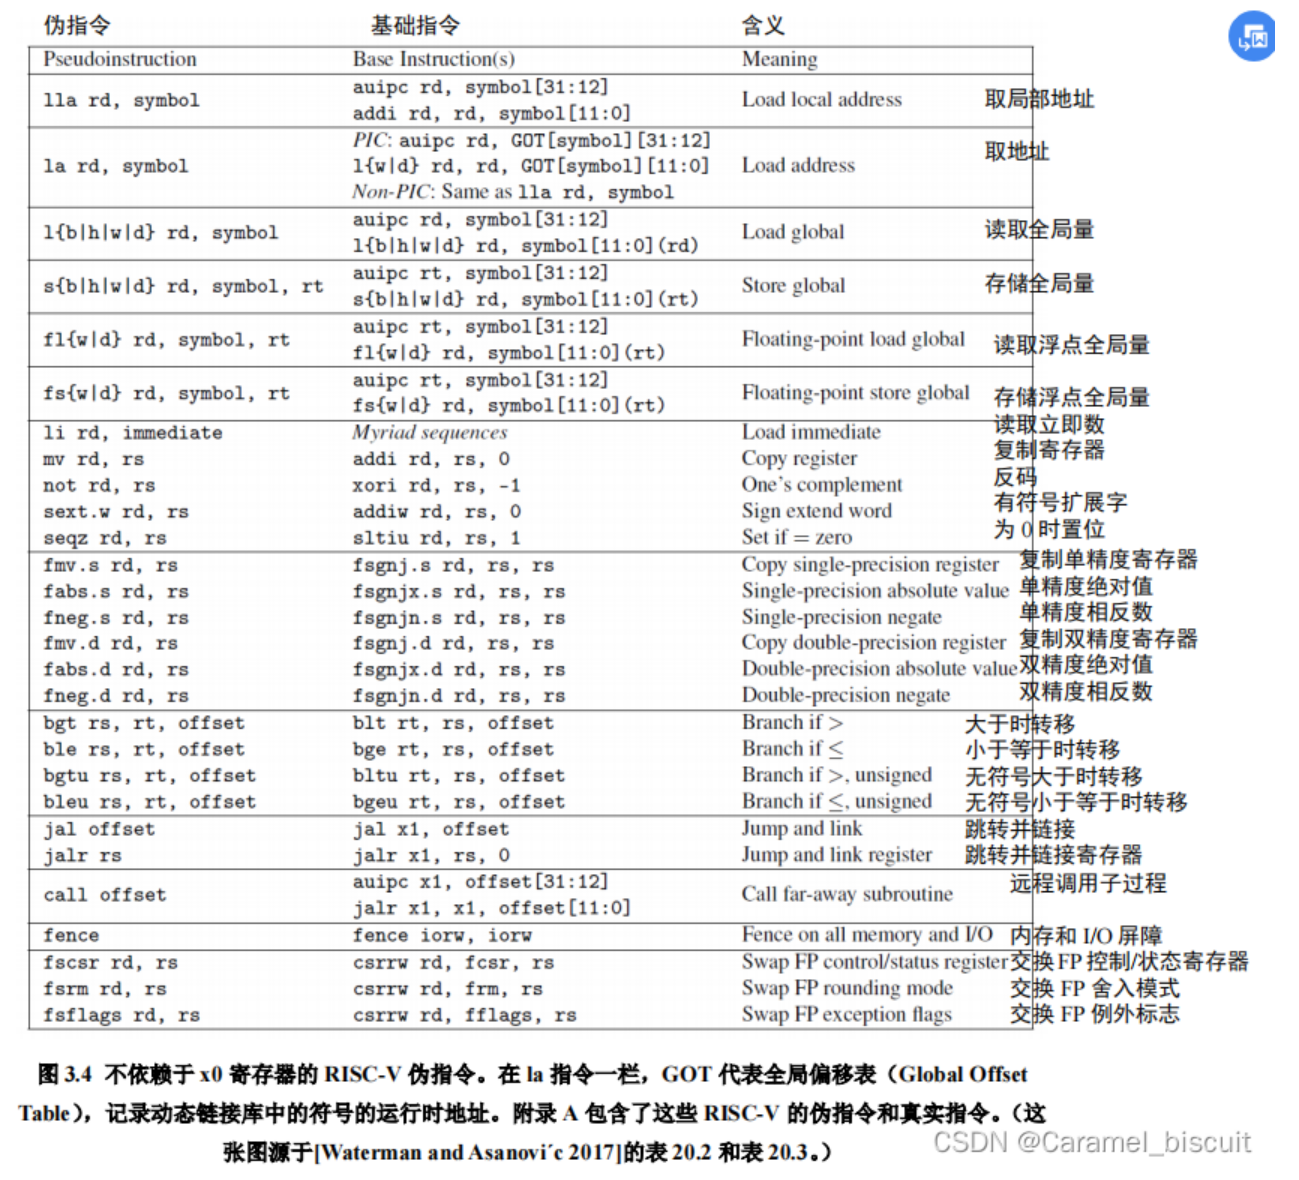 伪指令 基础指令 含义
Pseudoinstruction Base Instruction(s) Meaning
lla rd, symbol auipc rd, symbol[31:12] Load local address 取局部地址
addi rd, rd, symbol[11:0]
la rd, symbol PIC: auipc rd, GOT[symbol][31:12] Load address 取地址
l{w|d} rd, rd, GOT[symbol][11:0]
Non-PIC: Same as lla rd, symbol
l{b|h|w|d} rd, symbol auipc rd, symbol[31:12] Load global 读取全局量
l{b|h|w|d} rd, symbol[11:0](rd)
s{b|h|w|d} rd, symbol, rt auipc rt, symbol[31:12] Store global 存储全局量
s{b|h|w|d} rd, symbol[11:0](rt)
fl{w|d} rd, symbol, rt auipc rt, symbol[31:12] Floating-point load global 读取浮点全局量
fl{w|d} rd, symbol[11:0](rt)
fs{w|d} rd, symbol, rt auipc rt, symbol[31:12] Floating-point store global 存储浮点全局量
fs{w|d} rd, symbol[11:0](rt)
li rd, immediate Myriad sequences Load immediate 读取立即数
mv rd, rs addi rd, rs, 0 Copy register 复制寄存器
not rd, rs xori rd, rs, -1 One's complement 反码
sext.w rd, rs addiw rd, rs, 0 Sign extend word 有符号扩展字
seqz rd, rs sltiu rd, rs, 1 Set if = zero 为 0 时置位
fmv.s rd, rs fsgnj.s rd, rs, rs Copy single-precision register 复制单精度寄存器
fabs.s rd, rs fsgnjx.s rd, rs, rs Single-precision absolute value 单精度绝对值
fneg.s rd, rs fsgnjn.s rd, rs, rs Single-precision negate 单精度相反数
fmv.d rd, rs fsgnj.d rd, rs, rs Copy double-precision register 复制双精度寄存器
fabs.d rd, rs fsgnjx.d rd, rs, rs Double-precision absolute value 双精度绝对值
fneg.d rd, rs fsgnjn.d rd, rs, rs Double-precision negate 双精度相反数
bgt rs, rt, offset blt rt, rs, offset Branch if > 大于时转移
ble rs, rt, offset bge rt, rs, offset Branch if ≤ 小于等于时转移
bgtu rs, rt, offset bltu rt, rs, offset Branch if >, unsigned 无符号大于时转移
bleu rs, rt, offset bgeu rt, rs, offset Branch if ≤, unsigned 无符号小于等于时转移
jal offset jal x1, offset Jump and link 跳转并链接
jalr rs jalr x1, rs, 0 Jump and link register 跳转并链接寄存器
call offset auipc x1, offset[31:12] Call far-away subroutine 远程调用子过程
jalr x1, x1, offset[11:0]
fence fence iorw, iorw Fence on all memory and I/O 内存和 I/O 屏障
fscsr rd, rs csrrw rd, fcsr, rs Swap FP control/status register 交换 FP 控制/状态寄存器
fsrm rd, rs csrrw rd, frm, rs Swap FP rounding mode 交换 FP 舍入模式
fsflags rd, rs csrrw rd, fflags, rs Swap FP exception flags 交换 FP 例外标志
图 3.4 不依赖于 x0 寄存器的 RISC-V 伪指令。在 la 指令一栏，GOT 代表全局偏移表（Global Offset
Table），记录动态链接库中的符号的运行时地址。附录 A 包含了这些 RISC-V 的伪指令和真实指令。（这
张图源于[Waterman and Asanovi´c 2017]的表 20.2 和表 20.3。）
CSDN @Caramel_biscuit